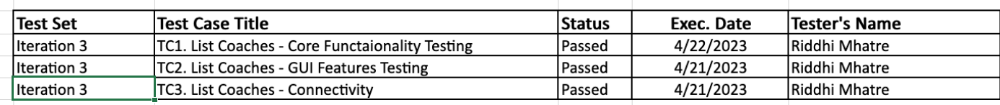 Test Set Test Case Title Status Exec. Date Tester's Name
Iteration 3 TC1. List Coaches - Core Functaionality Testing Passed 4/22/2023 Riddhi Mhatre
Iteration 3 TC2. List Coaches - GUI Features Testing Passed 4/21/2023 Riddhi Mhatre
Iteration 3 TC3. List Coaches - Connectivity Passed 4/21/2023 Riddhi Mhatre